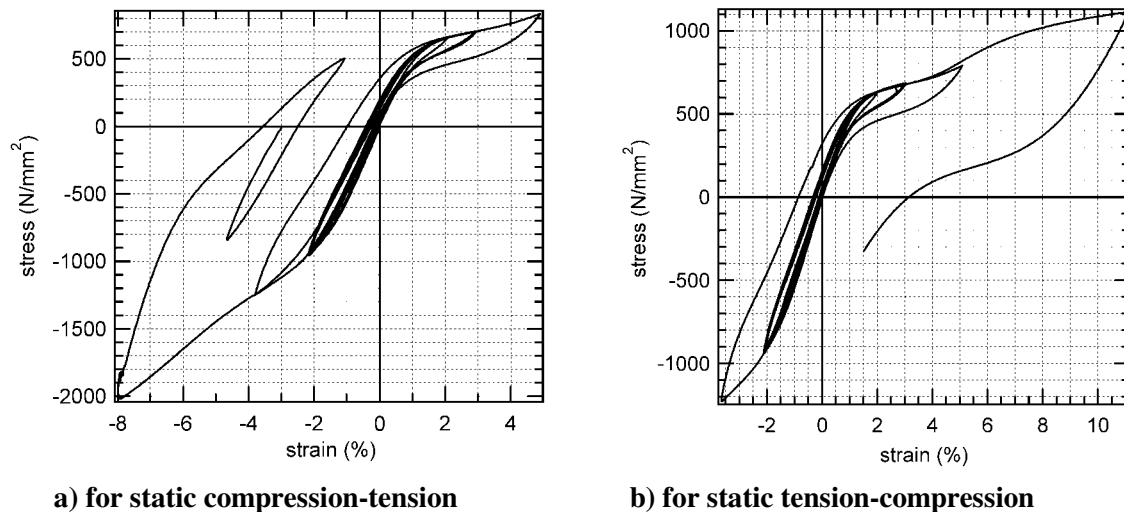 500
0
-500
-1000
-1500
-2000
stress (N/mm²)
-8 -6 -4 -2 0 2 4
strain (%)
a) for static compression-tension
1000
500
0
-500
-1000
stress (N/mm²)
-2 0 2 4 6 8 10
strain (%)
b) for static tension-compression